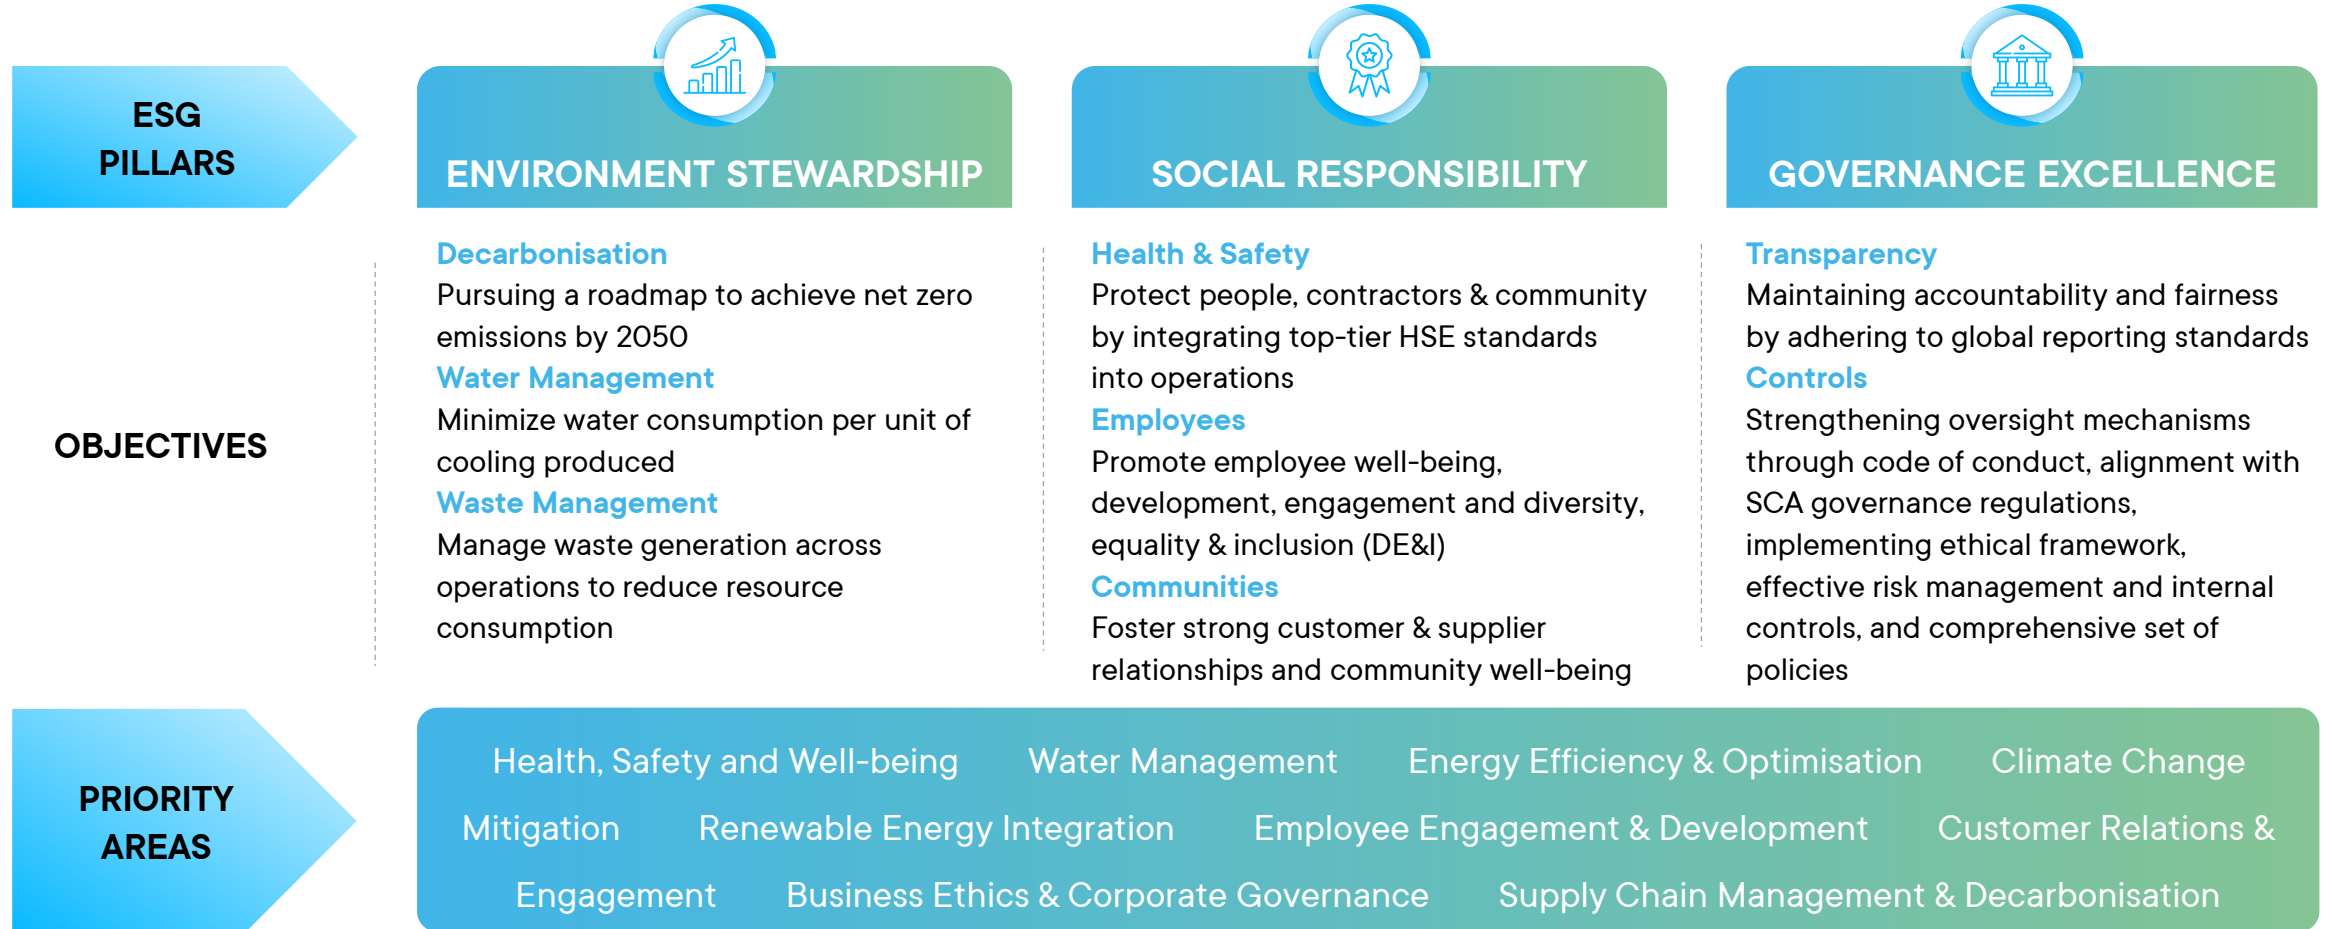 ESG
PILLARS
ENVIRONMENT STEWARDSHIP
SOCIAL RESPONSIBILITY
GOVERNANCE EXCELLENCE
OBJECTIVES
Decarbonisation
Pursuing a roadmap to achieve net zero
emissions by 2050
Water Management
Minimize water consumption per unit of
cooling produced
Waste Management
Manage waste generation across
operations to reduce resource
consumption
Health & Safety
Protect people, contractors & community
by integrating top-tier HSE standards
into operations
Employees
Promote employee well-being,
development, engagement and diversity,
equality & inclusion (DE&I)
Communities
Foster strong customer & supplier
relationships and community well-being
Transparency
Maintaining accountability and fairness
by adhering to global reporting standards
Controls
Strengthening oversight mechanisms
through code of conduct, alignment with
SCA governance regulations,
implementing ethical framework,
effective risk management and internal
controls, and comprehensive set of
policies
PRIORITY
AREAS
Health, Safety and Well-being Water Management Energy Efficiency & Optimisation Climate Change
Mitigation Renewable Energy Integration Employee Engagement & Development Customer Relations &
Engagement Business Ethics & Corporate Governance Supply Chain Management & Decarbonisation